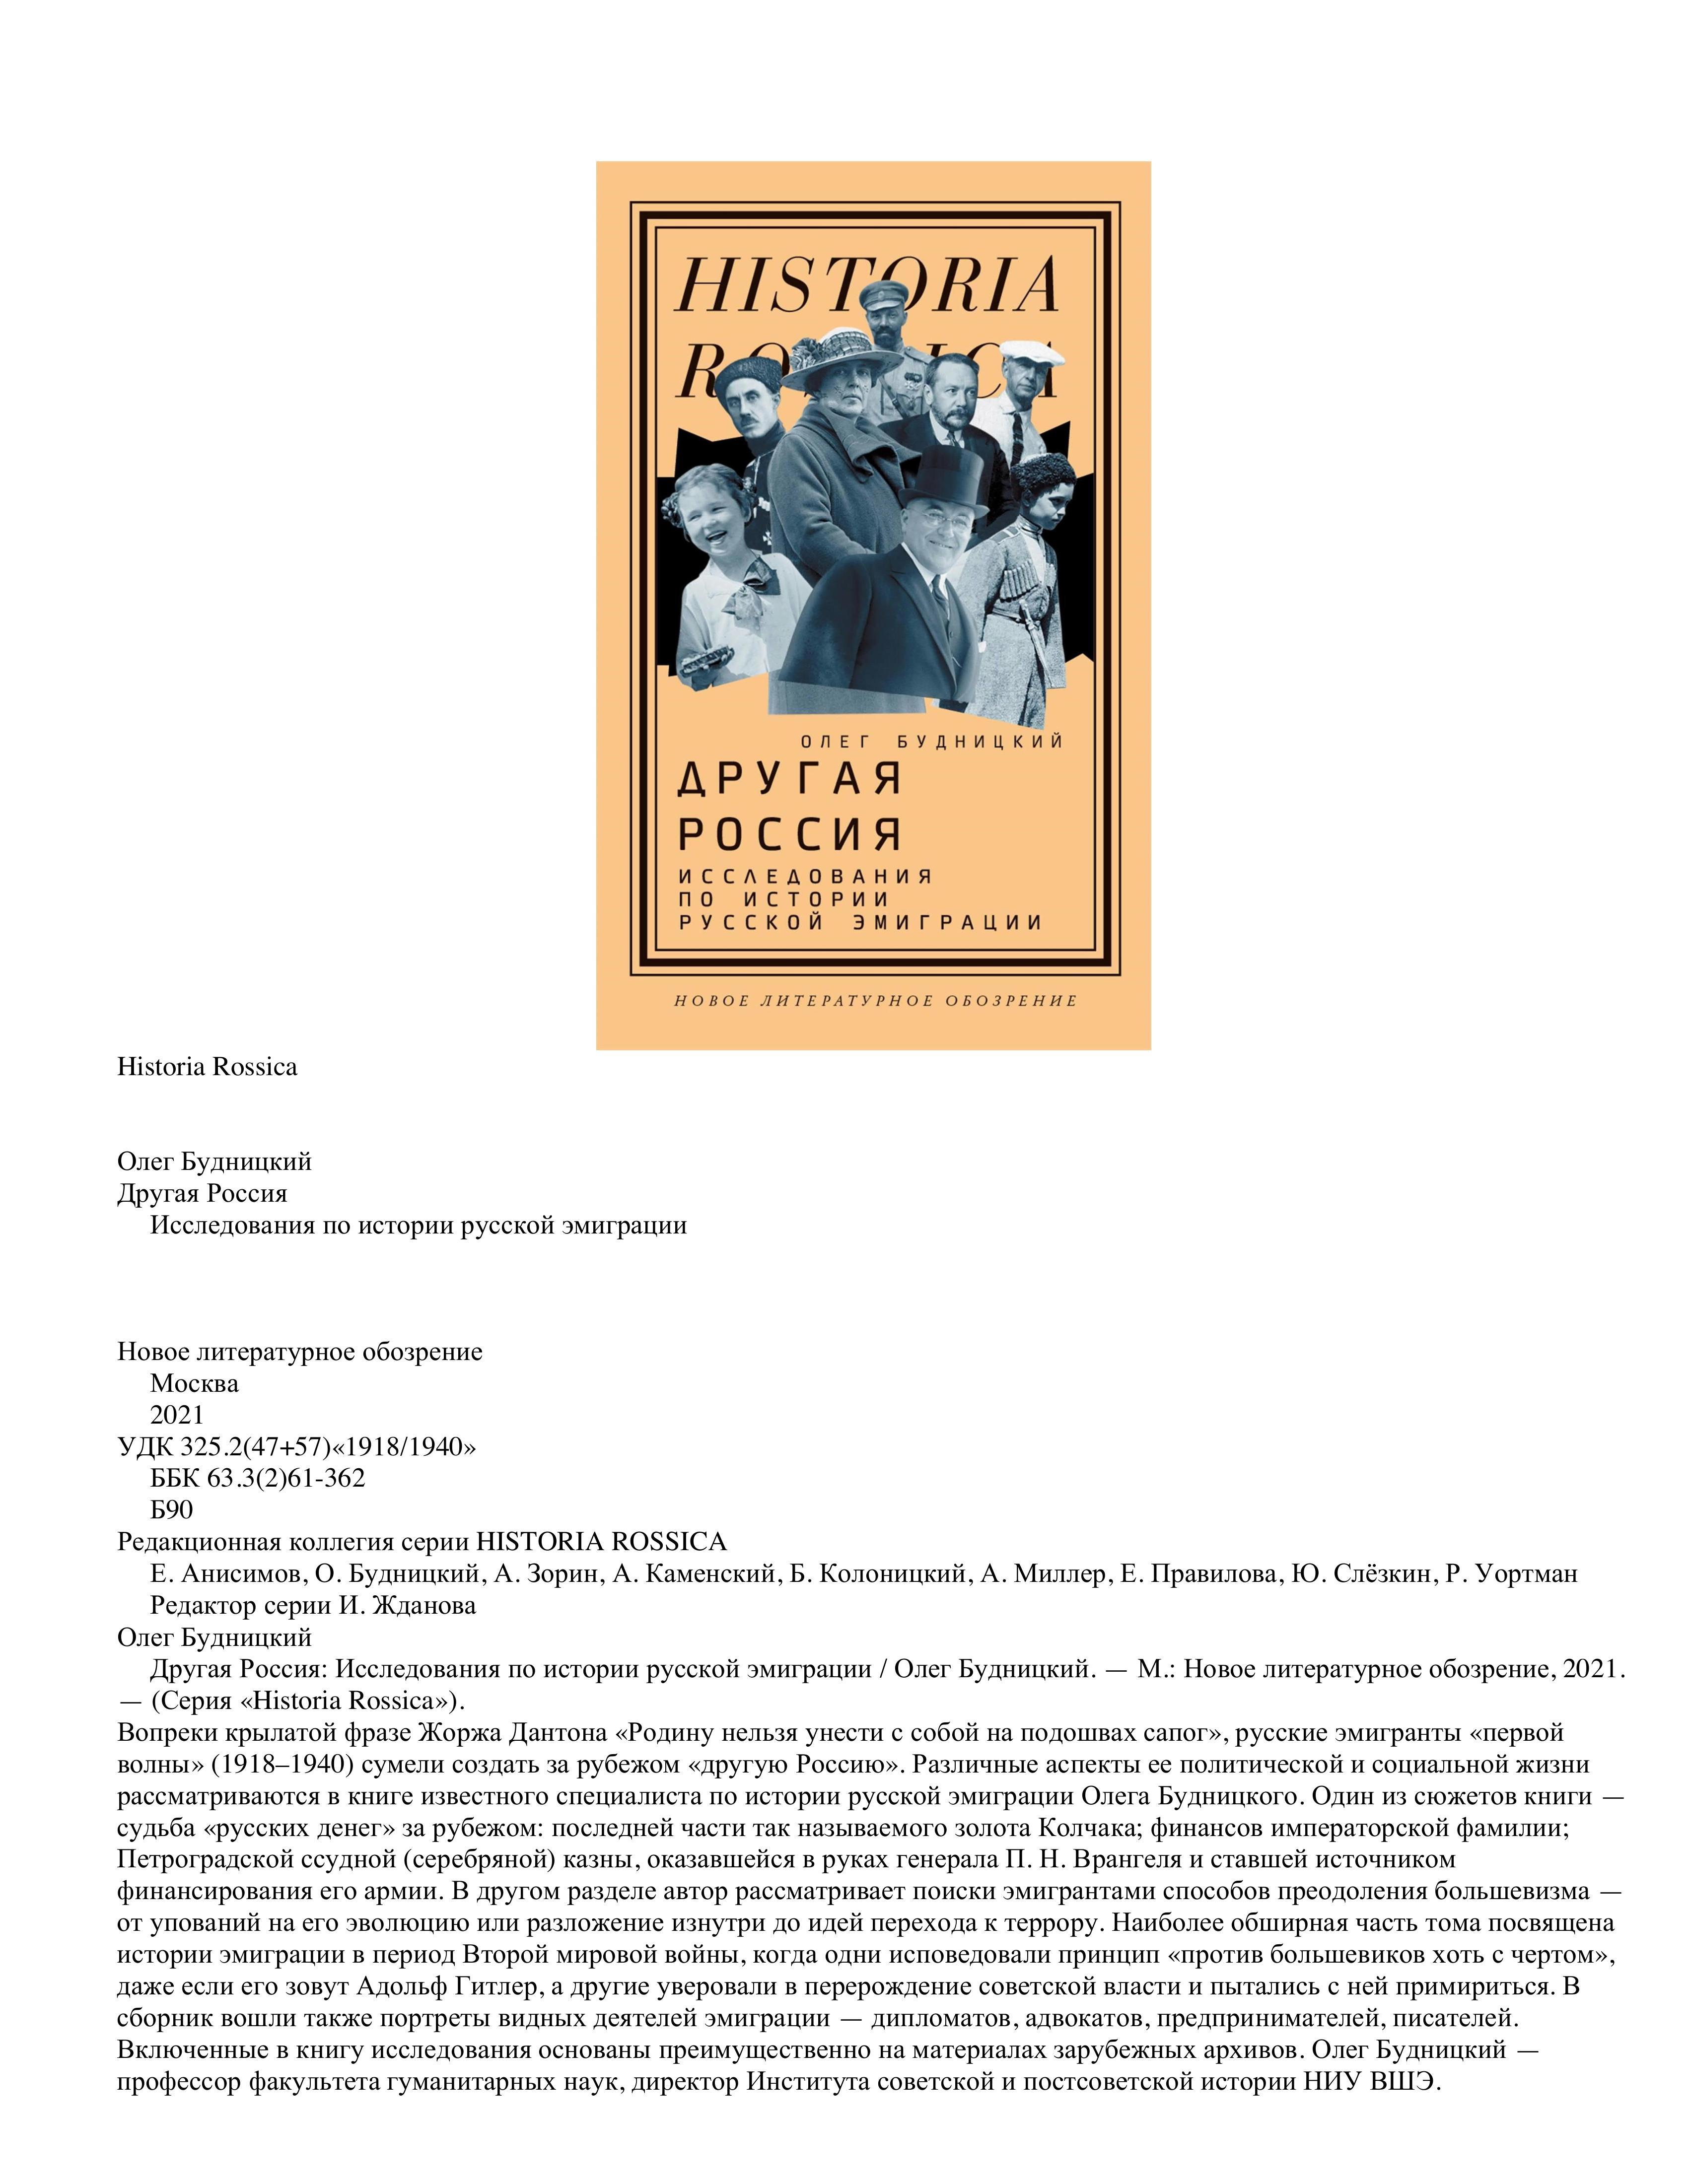 HISTORIA
ROSSICA
ОЛЕГ БУДНИЦКИЙ
ДРУГАЯ
РОССИЯ
ИССЛЕДОВАНИЯ
ПО ИСТОРИИ
РУССКОЙ ЭМИГРАЦИИ
НОВОЕ ЛИТЕРАТУРНОЕ ОБОЗРЕНИЕ
Historia Rossica
Олег Будницкий
Другая Россия
Исследования по истории русской эмиграции
Новое литературное обозрение
Москва
2021
УДК 325.2(47+57)«1918/1940»
ББК 63.3(2)61-362
Б90
Редакционная коллегия серии HISTORIA ROSSICA
Е. Анисимов, О. Будницкий, А. Зорин, А. Каменский, Б. Колоницкий, А. Миллер, Е. Правилова, Ю. Слёзкин, Р. Уортман
Редактор серии И. Жданова
Олег Будницкий
Другая Россия: Исследования по истории русской эмиграции / Олег Будницкий. — М.: Новое литературное обозрение, 2021.
— (Серия «Historia Rossica»).
Вопреки крылатой фразе Жоржа Дантона «Родину нельзя унести с собой на подошвах сапог», русские эмигранты «первой
волны» (1918–1940) сумели создать за рубежом «другую Россию». Различные аспекты ее политической и социальной жизни
рассматриваются в книге известного специалиста по истории русской эмиграции Олега Будницкого. Один из сюжетов книги —
судьба «русских денег» за рубежом: последней части так называемого золота Колчака; финансов императорской фамилии;
Петроградской ссудной (серебряной) казны, оказавшейся в руках генерала П. Н. Врангеля и ставшей источником
финансирования его армии. В другом разделе автор рассматривает поиски эмигрантами способов преодоления большевизма —
от упований на его эволюцию или разложение изнутри до идей перехода к террору. Наиболее обширная часть тома посвящена
истории эмиграции в период Второй мировой войны, когда одни исповедовали принцип «против большевиков хоть с чертом»,
даже если его зовут Адольф Гитлер, а другие уверовали в перерождение советской власти и пытались с ней примириться. В
сборник вошли также портреты видных деятелей эмиграции — дипломатов, адвокатов, предпринимателей, писателей.
Включенные в книгу исследования основаны преимущественно на материалах зарубежных архивов. Олег Будницкий —
профессор факультета гуманитарных наук, директор Института советской и постсоветской истории НИУ ВШЭ.